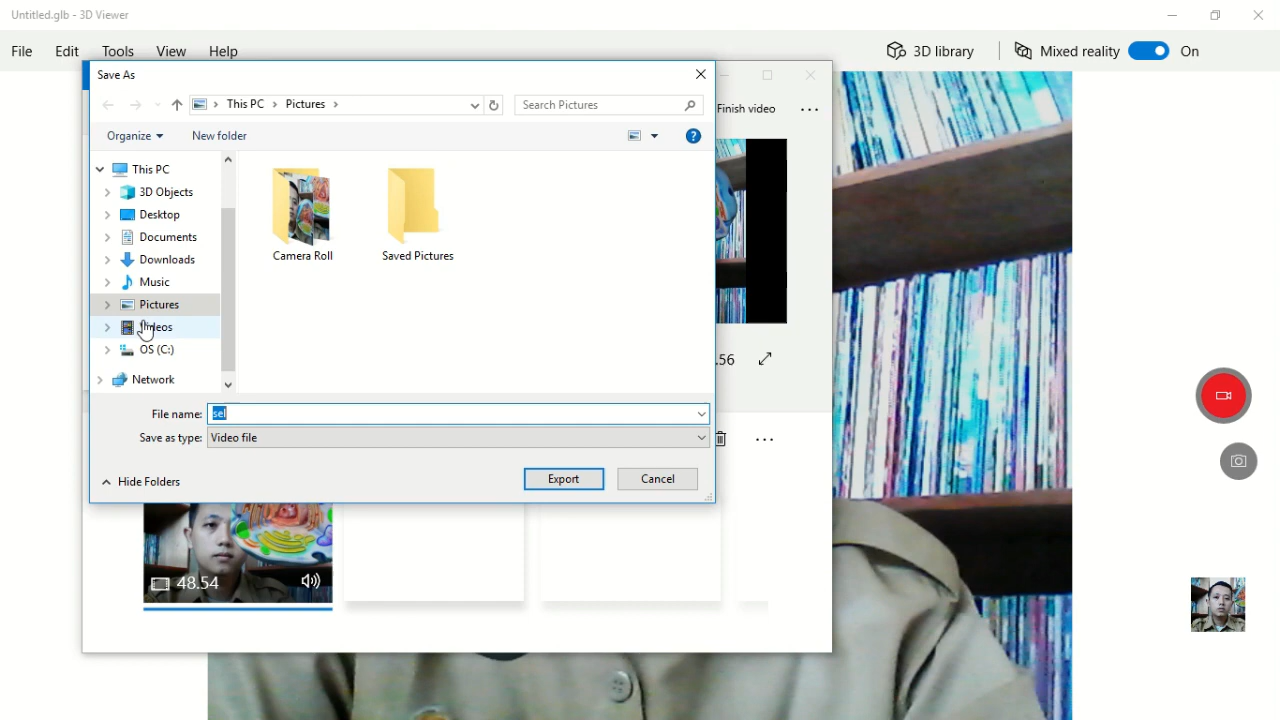 Untitled.glb - 3D Viewer
File Edit Tools View Help
3D library
Mixed reality On
Save As
This PC > Pictures >
Search Pictures
Finish video
Organize
New folder
This PC
3D Objects
Desktop
Documents
Downloads
Music
Pictures
OS (C:)
Network
Camera Roll
Saved Pictures
.56
File name: sel
Save as type: Video file
Hide Folders
Export
Cancel
48.54